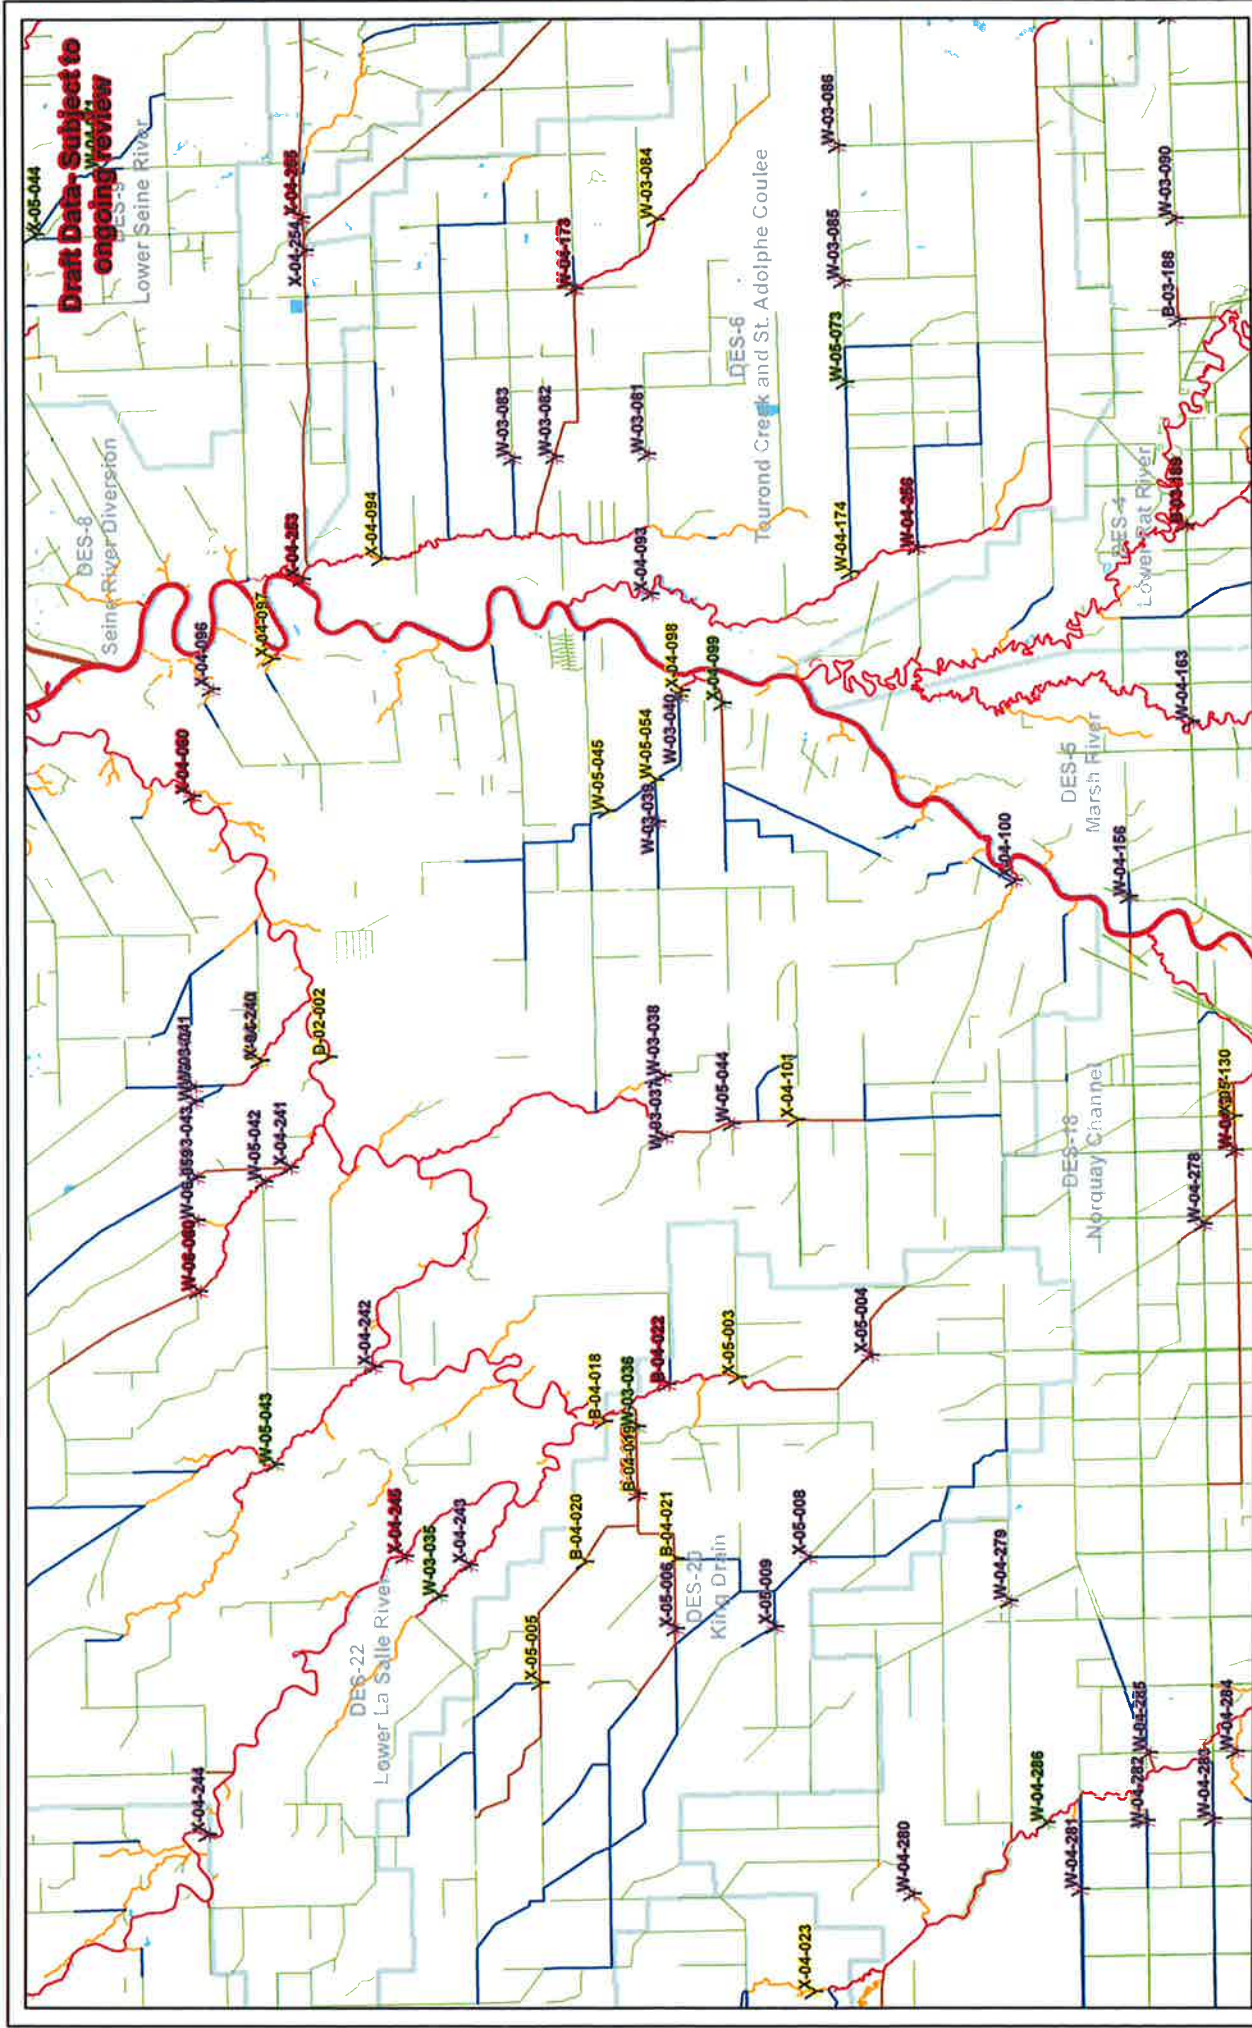 Draft Data- Subject to
ongoing review
X-05-044
DES-9
Lower Seine River
X-04-254
X-04-255
DES-8
Seine River Diversion
X-04-253
X-04-094
X-04-096
X-04-097
X-04-080
W-03-086
W-03-085
W-03-084
W-04-173
W-05-073
W-03-083
W-03-082
W-03-081
DES-6
Tourond Creek and St. Adolphe Coulee
W-04-174
W-04-256
X-04-093
W-03-090
B-03-188
B-03-189
DES-4
Lower Rat River
W-04-163
DES-5
Marsh River
W-04-156
X-04-098
X-04-099
W-03-040
W-05-054
W-05-045
W-03-039
X-04-100
X-04-240
D-02-002
W-05-042
X-04-241
W-06-060
X-04-242
W-05-043
W-03-038
W-03-037
W-05-044
X-04-101
DES-18
Norquay Channel
W-04-278
X-05-004
X-05-003
B-04-022
W-03-036
B-04-018
B-04-019
B-04-020
B-04-021
X-05-006
DES-20
King Drain
X-05-009
X-05-008
X-05-005
X-04-245
W-03-035
X-04-243
DES-22
Lower La Salle River
X-04-244
W-04-279
W-04-280
X-04-023
W-04-286
W-04-281
W-04-282
W-04-285
W-04-284